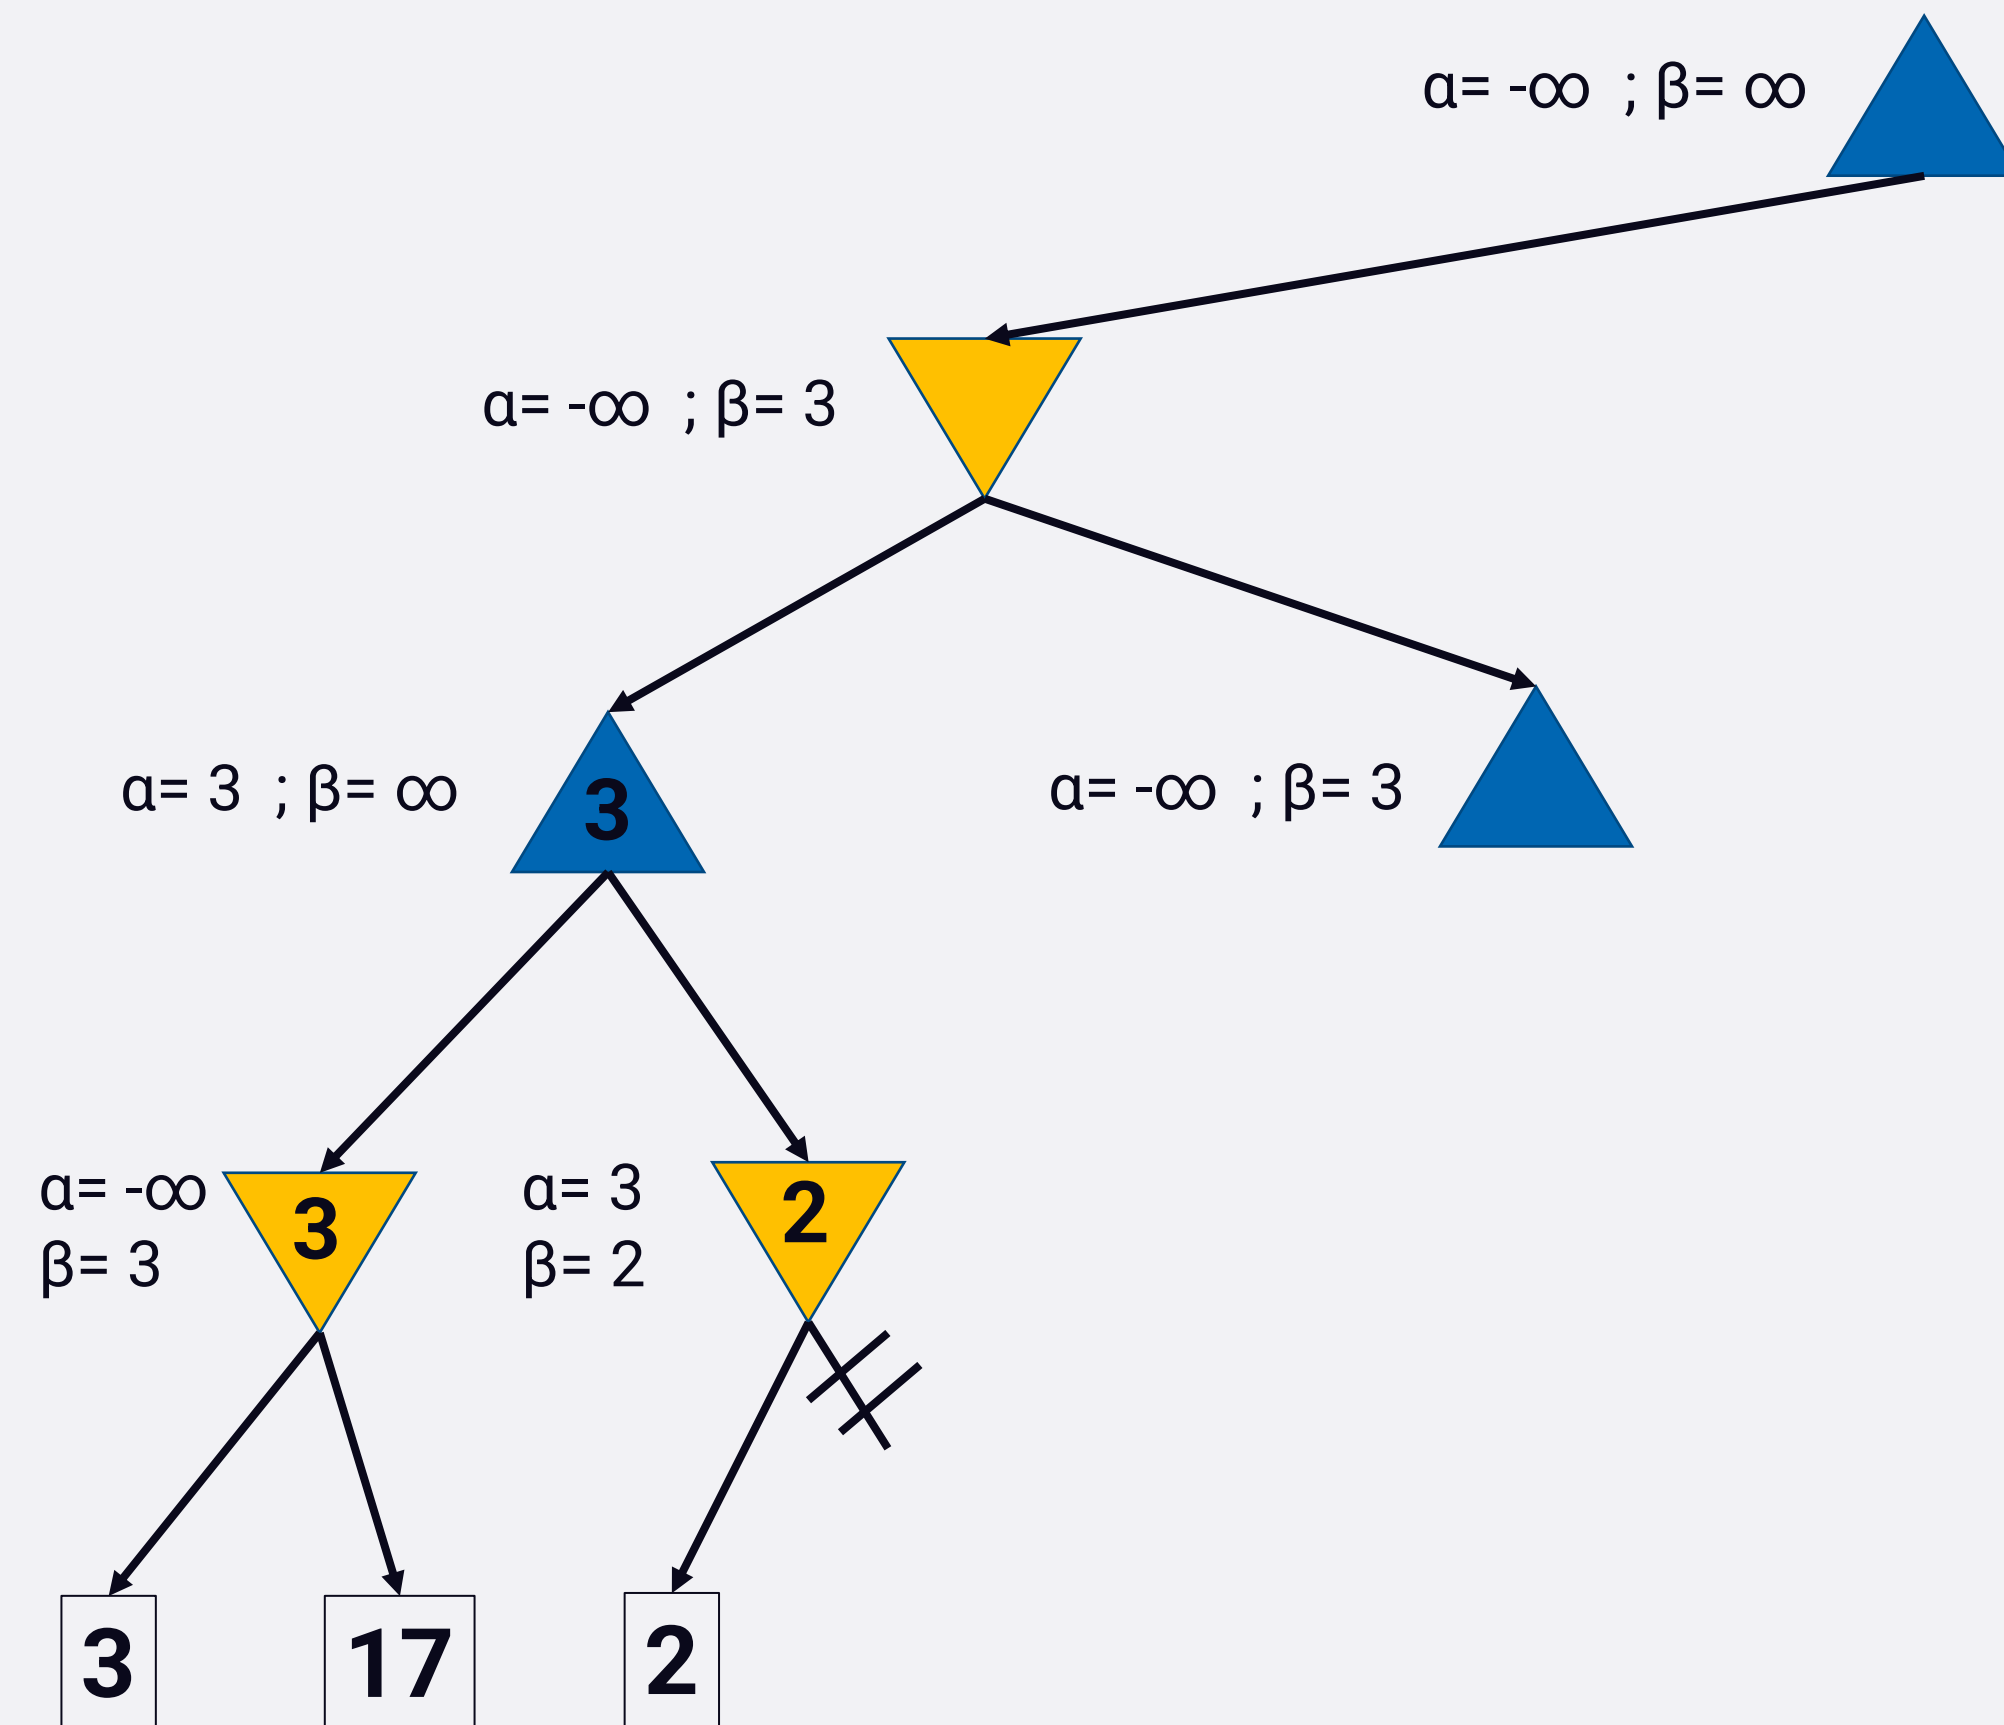 α= -∞ ; β= ∞
α= -∞ ; β= 3
α= 3 ; β= ∞
3
α= -∞ ; β= 3
α= -∞
β= 3
3
α= 3
β= 2
2
3
17
2